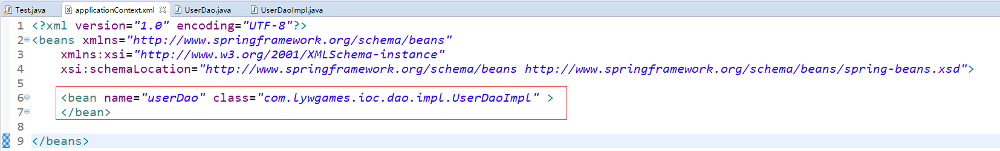 Test.java applicationContext.xml UserDao.java UserDaoImpl.java
1 <?xml version="1.0" encoding="UTF-8"?>
2 <beans xmlns="http://www.springframework.org/schema/beans"
3 xmlns:xsi="http://www.w3.org/2001/XMLSchema-instance"
4 xsi:schemaLocation="http://www.springframework.org/schema/beans http://www.springframework.org/schema/beans/spring-beans.xsd">
5
6 <bean name="userDao" class="com.lywgames.ioc.dao.impl.UserDaoImpl" >
7 </bean>
8
9 </beans>